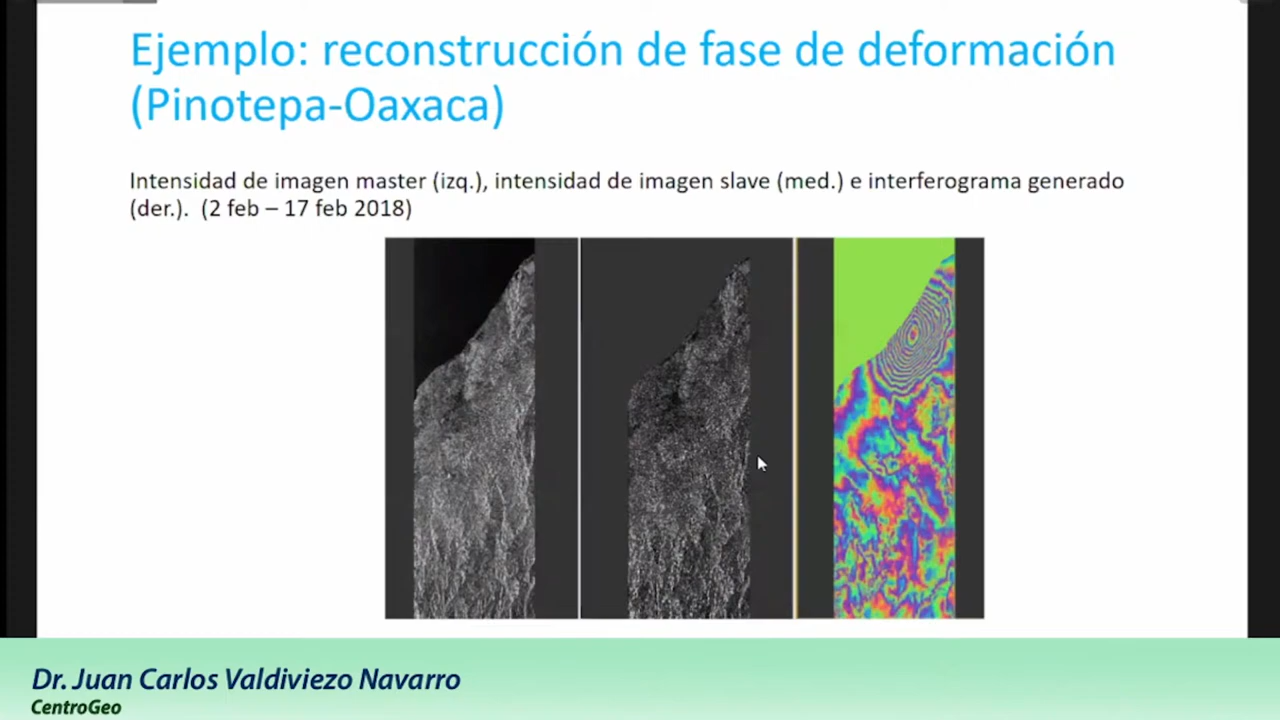 Ejemplo: reconstrucción de fase de deformación
(Pinotepa-Oaxaca)
Intensidad de imagen master (izq.), intensidad de imagen slave (med.) e interferograma generado
(der.). (2 feb – 17 feb 2018)
Dr. Juan Carlos Valdiviezo Navarro
CentroGeo